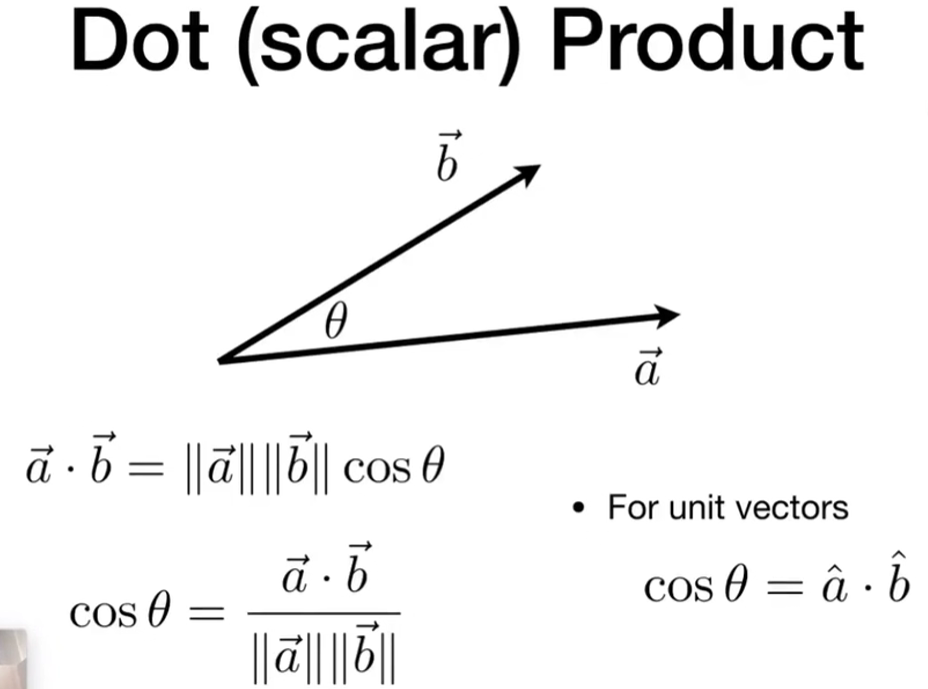 Dot (scalar) Product
$\vec{b}$
$\theta$
$\vec{a}$
$\vec{a} \cdot \vec{b} = \|\vec{a}\| \|\vec{b}\| \cos\theta$
• For unit vectors
$\cos\theta = \frac{\vec{a} \cdot \vec{b}}{\|\vec{a}\| \|\vec{b}\|}$
$\cos\theta = \hat{a} \cdot \hat{b}$